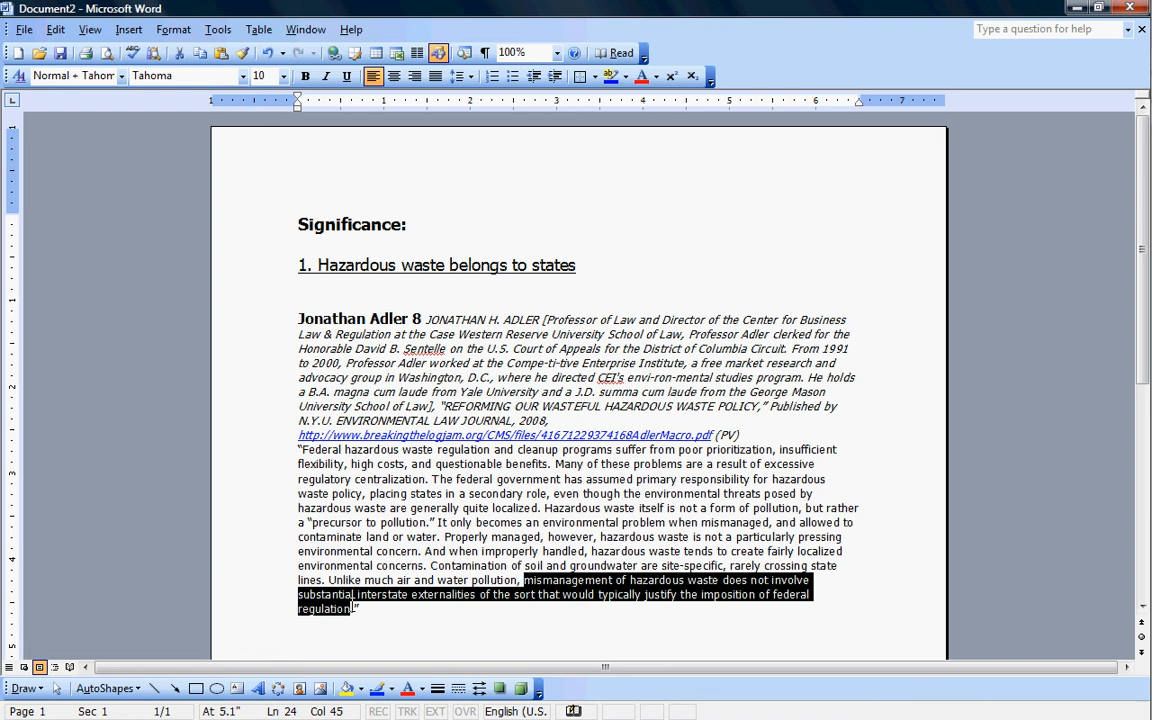 Document2 - Microsoft Word
File Edit View Insert Format Tools Table Window Help
Type a question for help
100%
Read
Normal + Tahom
Tahoma
10
B I U
1 1 2 3 4 5 6 7
Significance:
1. Hazardous waste belongs to states
Jonathan Adler 8 JONATHAN H. ADLER [Professor of Law and Director of the Center for Business
Law & Regulation at the Case Western Reserve University School of Law, Professor Adler clerked for the
Honorable David B. Sentelle on the U.S. Court of Appeals for the District of Columbia Circuit. From 1991
to 2000, Professor Adler worked at the Compe-ti-tive Enterprise Institute, a free market research and
advocacy group in Washington, D.C., where he directed CEI's envi-ron-mental studies program. He holds
a B.A. magna cum laude from Yale University and a J.D. summa cum laude from the George Mason
University School of Law], “REFORMING OUR WASTEFUL HAZARDOUS WASTE POLICY,” Published by
N.Y.U. ENVIRONMENTAL LAW JOURNAL, 2008,
http://www.breakingthelogjam.org/CMS/files/41671229374168AdlerMacro.pdf (PV)
“Federal hazardous waste regulation and cleanup programs suffer from poor prioritization, insufficient
flexibility, high costs, and questionable benefits. Many of these problems are a result of excessive
regulatory centralization. The federal government has assumed primary responsibility for hazardous
waste policy, placing states in a secondary role, even though the environmental threats posed by
hazardous waste are generally quite localized. Hazardous waste itself is not a form of pollution, but rather
a “precursor to pollution.” It only becomes an environmental problem when mismanaged, and allowed to
contaminate land or water. Properly managed, however, hazardous waste is not a particularly pressing
environmental concern. And when improperly handled, hazardous waste tends to create fairly localized
environmental concerns. Contamination of soil and groundwater are site-specific, rarely crossing state
lines. Unlike much air and water pollution, mismanagement of hazardous waste does not involve
substantial interstate externalities of the sort that would typically justify the imposition of federal
regulation.”
Draw AutoShapes
Page 1 Sec 1 1/1 At 5.1" Ln 24 Col 45 REC TRK EXT OVR English (U.S.